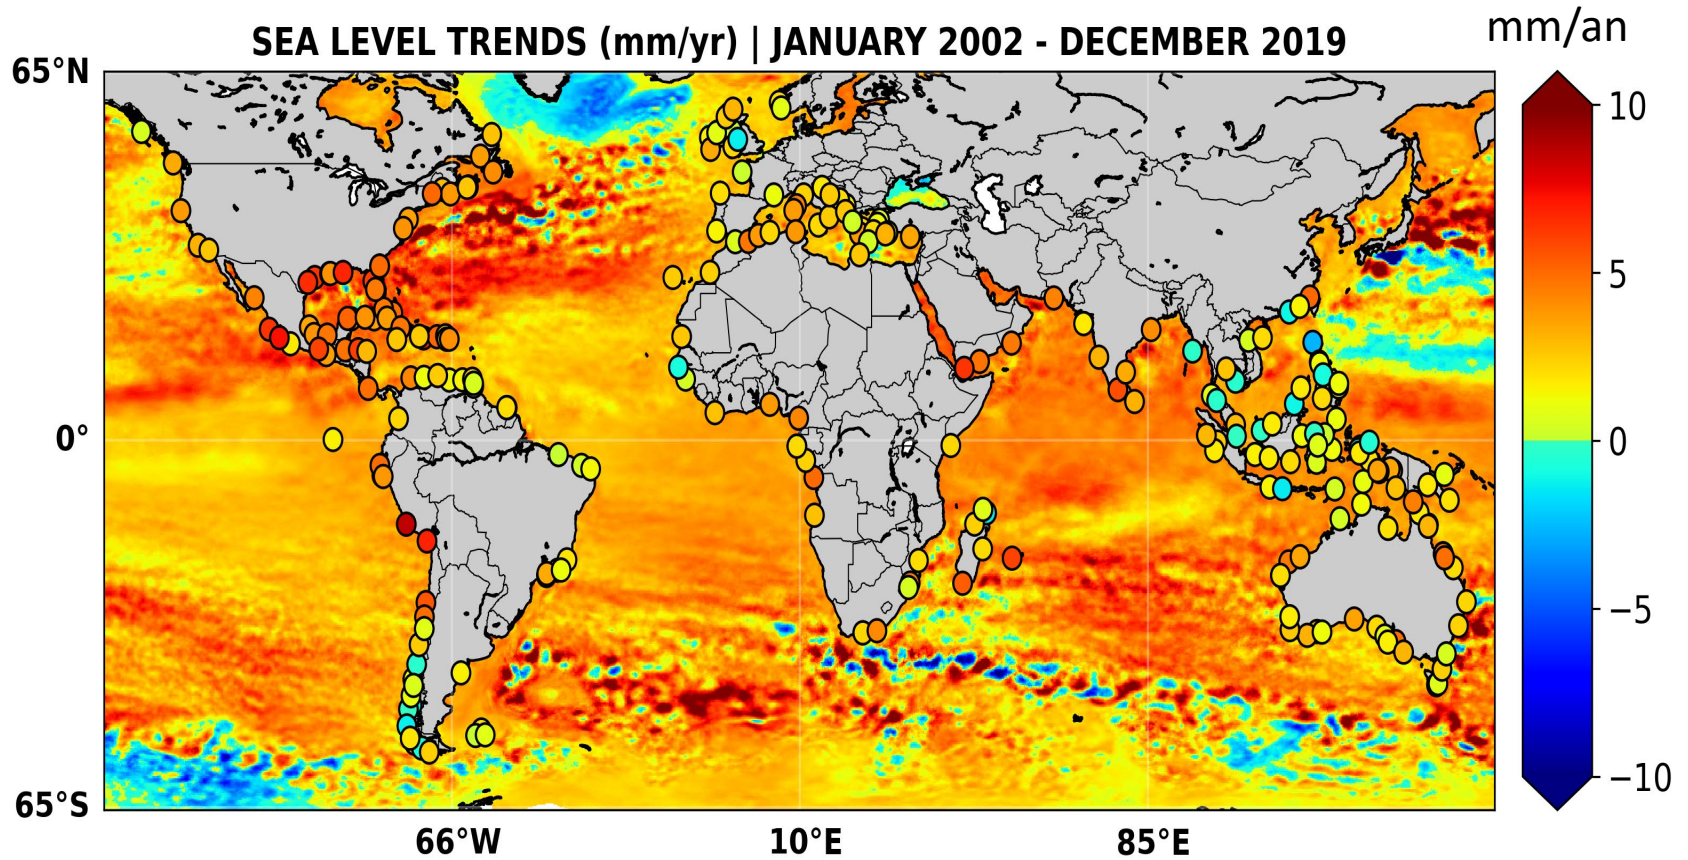 SEA LEVEL TRENDS (mm/yr) | JANUARY 2002 - DECEMBER 2019
mm/an
65°N
0°
65°S
66°W
10°E
85°E
10
5
0
−5
−10